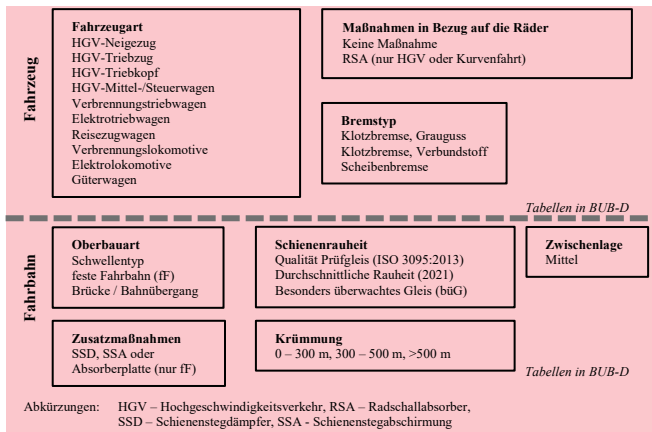 Fahrzeug
Fahrzeugart
HGV-Neigezug
HGV-Triebzug
HGV-Triebkopf
HGV-Mittel-/Steuerwagen
Verbrennungstriebwagen
Elektrotriebwagen
Reisezugwagen
Verbrennungslokomotive
Elektrolokomotive
Güterwagen
Maßnahmen in Bezug auf die Räder
Keine Maßnahme
RSA (nur HGV oder Kurvenfahrt)
Bremstyp
Klotzbremse, Grauguss
Klotzbremse, Verbundstoff
Scheibenbremse
Tabellen in BUB-D
Fahrbahn
Oberbauart
Schwellentyp
feste Fahrbahn (fF)
Brücke / Bahnübergang
Schienenrauheit
Qualität Prüfgleis (ISO 3095:2013)
Durchschnittliche Rauheit (2021)
Besonders überwachtes Gleis (büG)
Zwischenlage
Mittel
Zusatzmaßnahmen
SSD, SSA oder
Absorberplatte (nur fF)
Krümmung
0 – 300 m, 300 – 500 m, >500 m
Tabellen in BUB-D
Abkürzungen: HGV – Hochgeschwindigkeitsverkehr, RSA – Radschallabsorber,
SSD – Schienenstegdämpfer, SSA - Schienenstegabschirmung